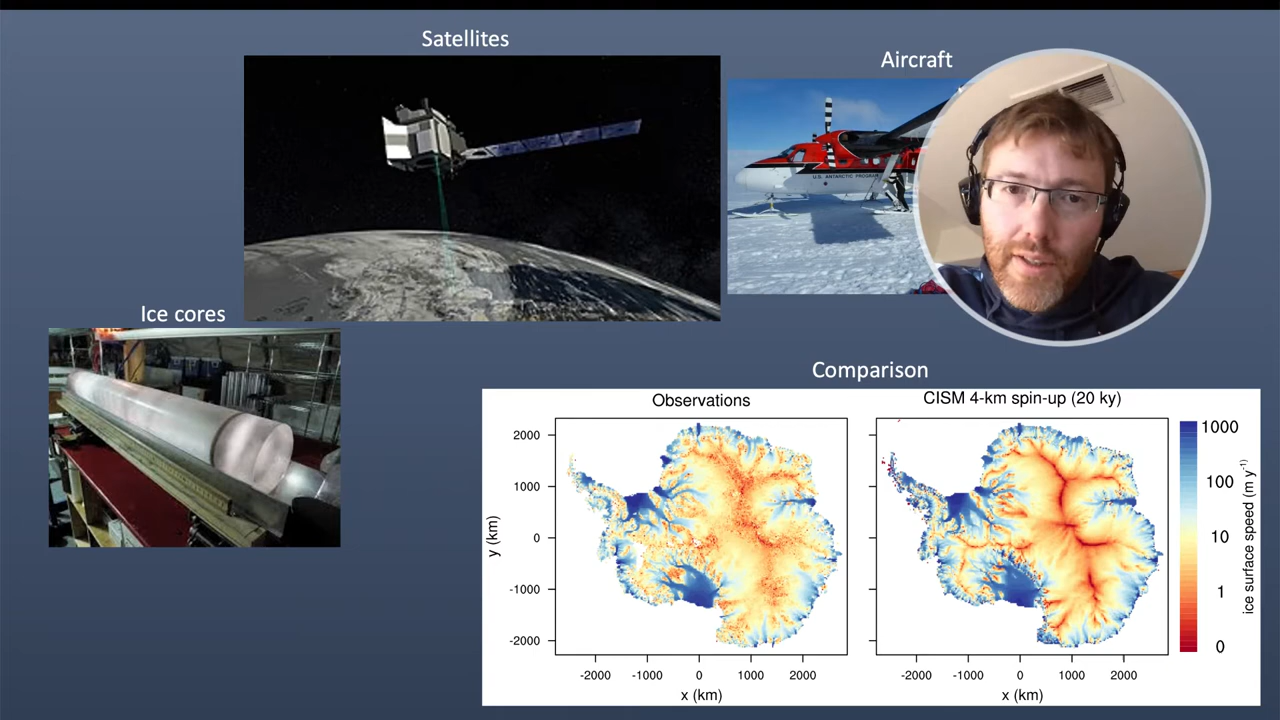 Satellites
Aircraft
U.S. ANTARCTIC PROGRAM
Ice cores
Comparison
Observations
CISM 4-km spin-up (20 ky)
2000
1000
0
-1000
-2000
y (km)
-2000
-1000
0
1000
2000
x (km)
-2000
-1000
0
1000
2000
x (km)
1000
100
10
1
0
ice surface speed (m y⁻¹)